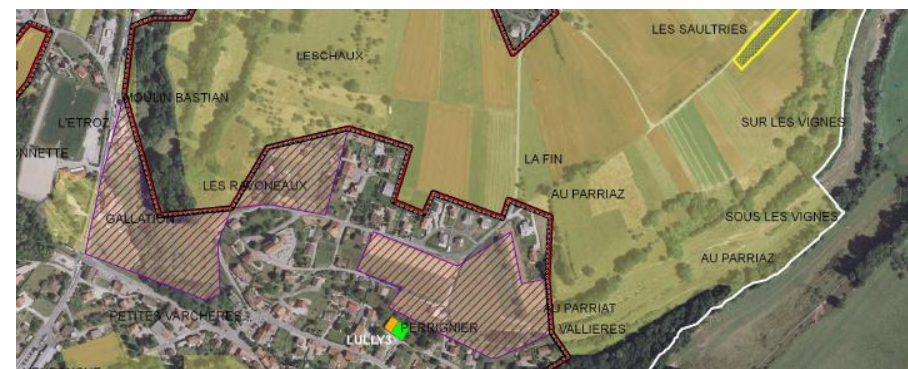 LES SAULTRIES
LESCHAUX
MOULIN BASTIAN
L'ETROZ
SUR LES VIGNES
ONNETTE
LA FIN
LES RAVONEAUX
AU PARRIAZ
GALLATION
SOUS LES VIGNES
AU PARRIAZ
AU PARRIAT
PETITES VARCHERES
PERRIGNIER
VALLIERES
LULLY3